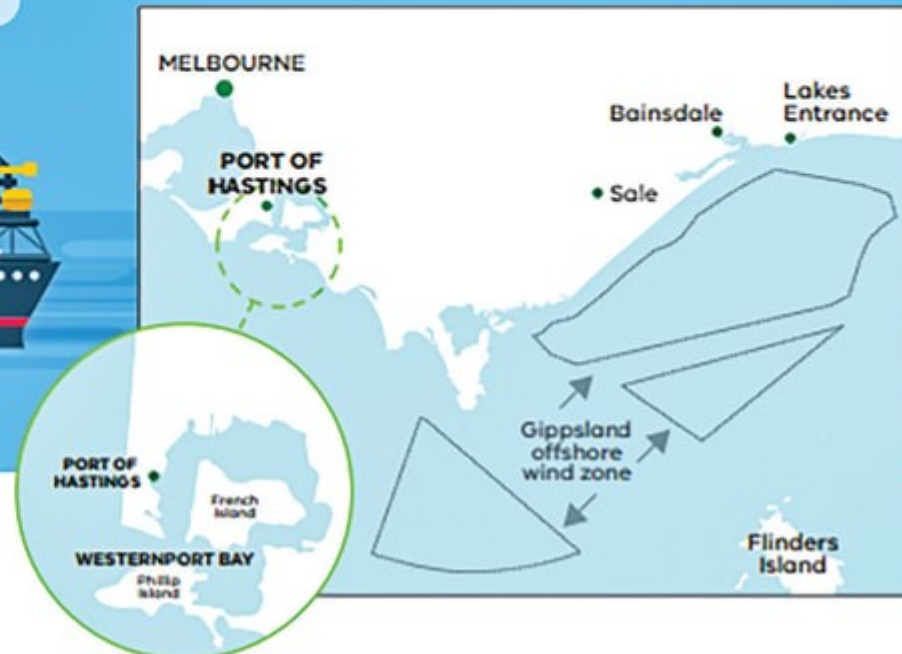 MELBOURNE
PORT OF
HASTINGS
Bainsdale
Lakes
Entrance
Sale
Gippsland
offshore
wind zone
Flinders
Island
PORT OF
HASTINGS
French
Island
WESTERNPORT BAY
Phillip
Island